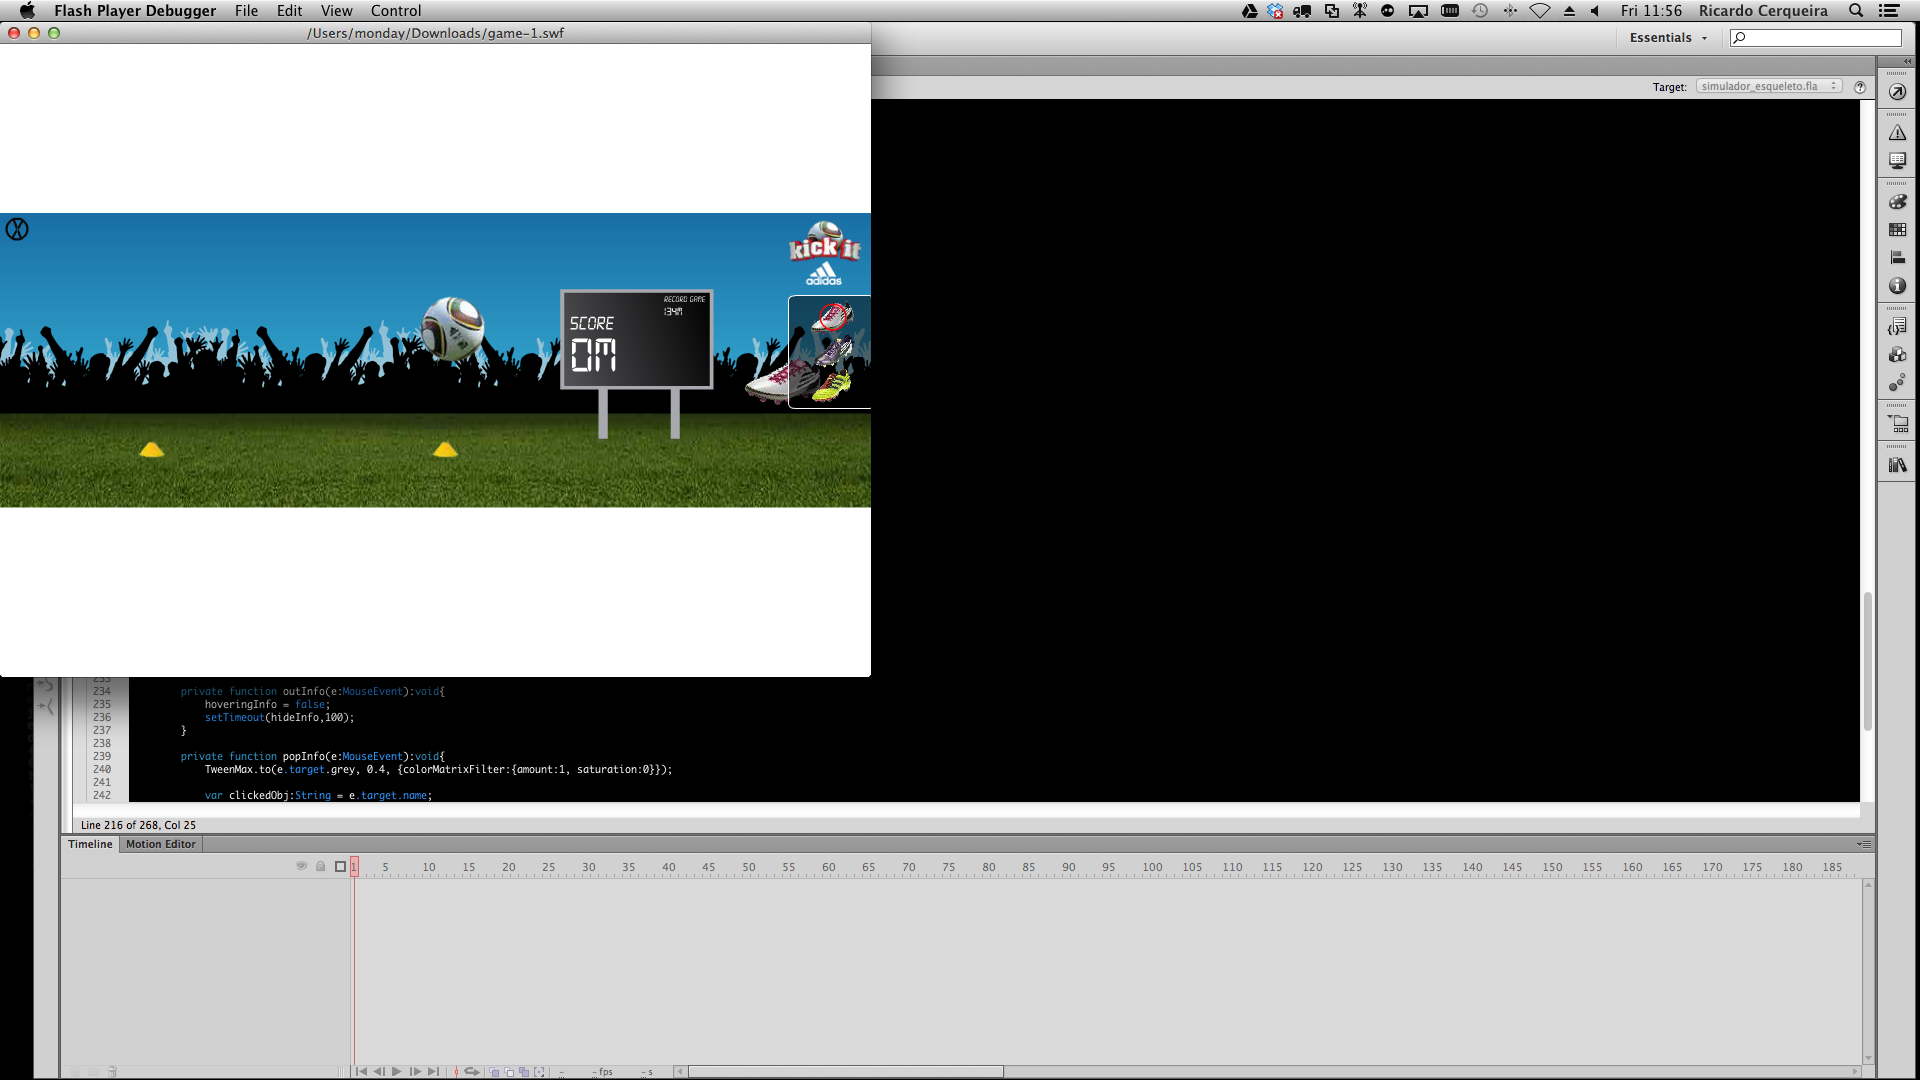 Flash Player Debugger File Edit View Control
Fri 11:56 Ricardo Cerqueira
/Users/monday/Downloads/game-1.swf
Essentials
Target: simulador_esqueleto.fla
kick it
adidas
RECORD GAME
134M
SCORE
0M
234 private function outInfo(e:MouseEvent):void{
235 hoveringInfo = false;
236 setTimeout(hideInfo,100);
237 }
238
239 private function popInfo(e:MouseEvent):void{
240 TweenMax.to(e.target.grey, 0.4, {colorMatrixFilter:{amount:1, saturation:0}});
241
242 var clickedObj:String = e.target.name;
Line 216 of 268, Col 25
Timeline Motion Editor
1 5 10 15 20 25 30 35 40 45 50 55 60 65 70 75 80 85 90 95 100 105 110 115 120 125 130 135 140 145 150 155 160 165 170 175 180 185
-- fps -- s